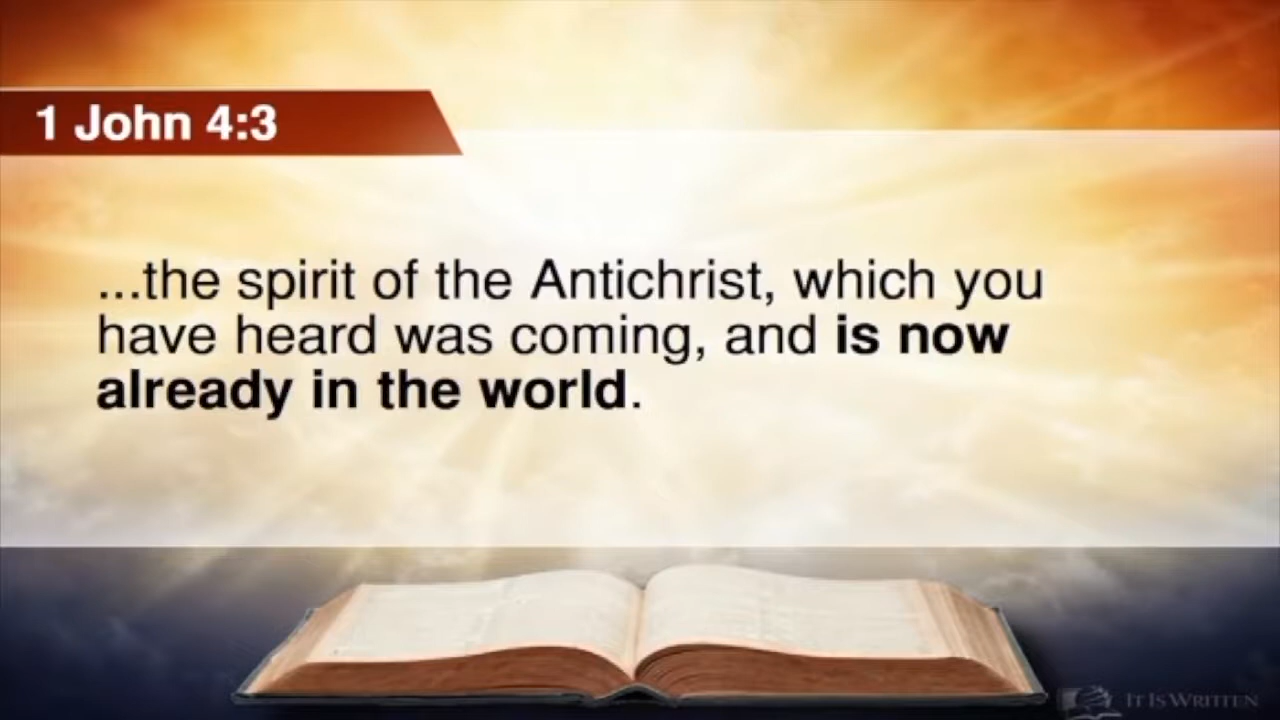 1 John 4:3
...the spirit of the Antichrist, which you
have heard was coming, and is now
already in the world.
IT IS WRITTEN